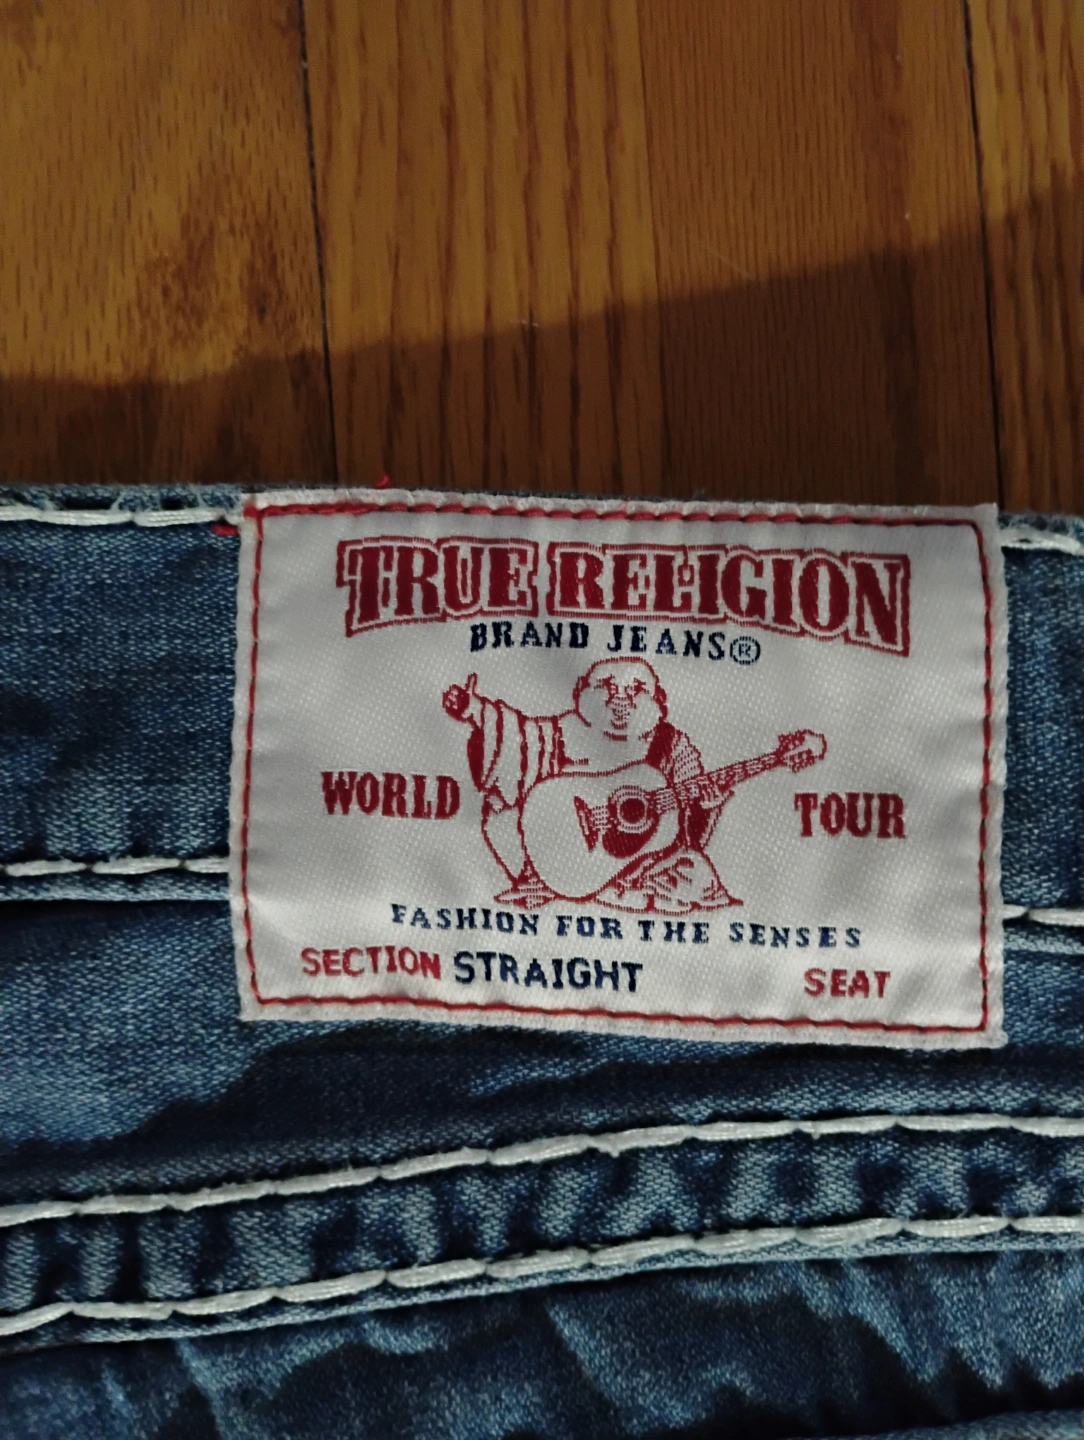 TRUE RELIGION
BRAND JEANS®
WORLD TOUR
FASHION FOR THE SENSES
SECTION STRAIGHT SEAT